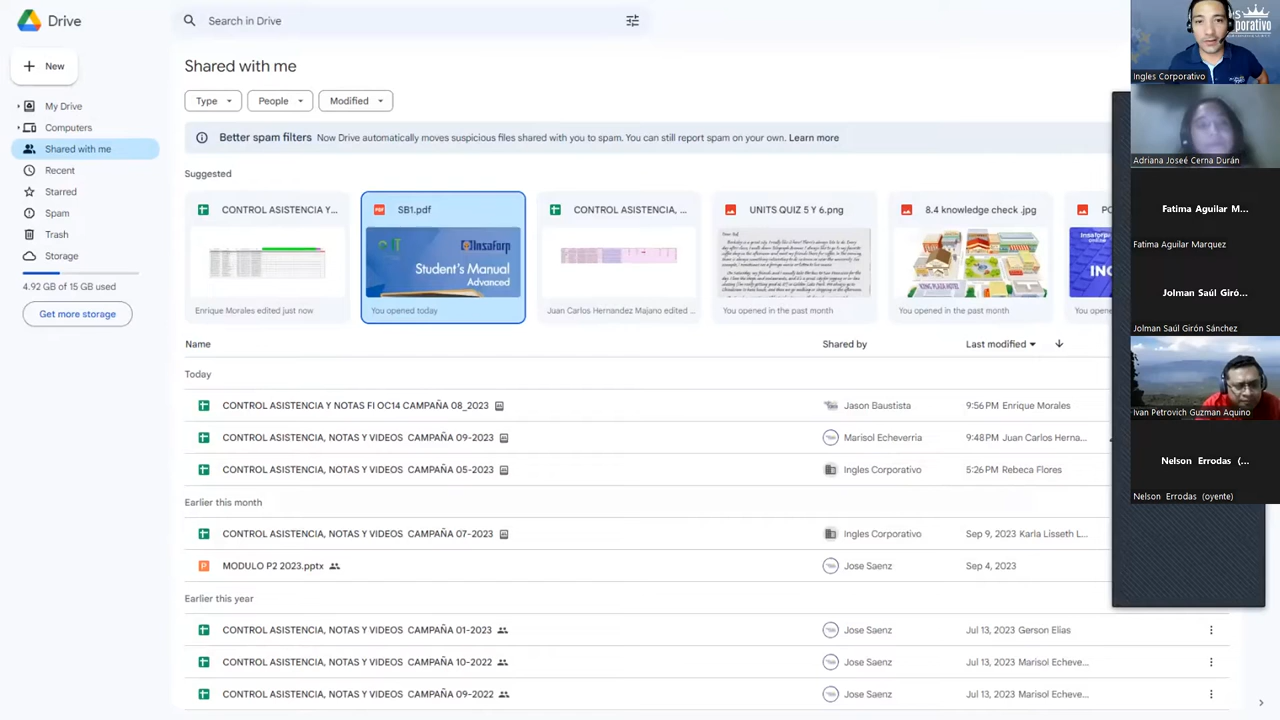 Drive
Search in Drive
New
My Drive
Computers
Shared with me
Recent
Starred
Spam
Trash
Storage
4.92 GB of 15 GB used
Get more storage
Shared with me
Type
People
Modified
Better spam filters Now Drive automatically moves suspicious files shared with you to spam. You can still report spam on your own. Learn more
Suggested
CONTROL ASISTENCIA Y...
Enrique Morales edited just now
SB1.pdf
Insaforp
Student's Manual
Advanced
You opened today
CONTROL ASISTENCIA, ...
Juan Carlos Hernandez Majano edited ...
UNITS QUIZ 5 Y 6.png
You opened in the past month
8.4 knowledge check .jpg
You opened in the past month
Name Shared by Last modified
Today
CONTROL ASISTENCIA Y NOTAS FI OC14 CAMPAÑA 08_2023 Jason Baustista 9:56 PM Enrique Morales
CONTROL ASISTENCIA, NOTAS Y VIDEOS CAMPAÑA 09-2023 Marisol Echeverria 9:48 PM Juan Carlos Herna...
CONTROL ASISTENCIA, NOTAS Y VIDEOS CAMPAÑA 05-2023 Ingles Corporativo 5:26 PM Rebeca Flores
Earlier this month
CONTROL ASISTENCIA, NOTAS Y VIDEOS CAMPAÑA 07-2023 Ingles Corporativo Sep 9, 2023 Karla Lisseth L...
MODULO P2 2023.pptx Jose Saenz Sep 4, 2023
Earlier this year
CONTROL ASISTENCIA, NOTAS Y VIDEOS CAMPAÑA 01-2023 Jose Saenz Jul 13, 2023 Gerson Elias
CONTROL ASISTENCIA, NOTAS Y VIDEOS CAMPAÑA 10-2022 Jose Saenz Jul 13, 2023 Marisol Echeve...
CONTROL ASISTENCIA, NOTAS Y VIDEOS CAMPAÑA 09-2022 Jose Saenz Jul 13, 2023 Marisol Echeve...
Ingles Corporativo
Adriana Joseé Cerna Durán
Fatima Aguilar M...
Fatima Aguilar Marquez
Jolman Saúl Giró...
Jolman Saúl Girón Sánchez
Ivan Petrovich Guzman Aquino
Nelson Errodas (...
Nelson Errodas (oyente)